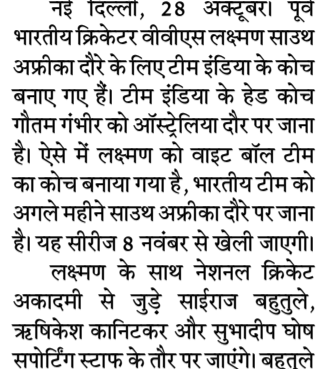 नई दिल्ली, 28 अक्टूबर। पूर्व
भारतीय क्रिकेटर वीवीएस लक्ष्मण साउथ
अफ्रीका दौरे के लिए टीम इंडिया के कोच
बनाए गए हैं। टीम इंडिया के हेड कोच
गौतम गंभीर को ऑस्ट्रेलिया दौर पर जाना
है। ऐसे में लक्ष्मण को वाइट बॉल टीम
का कोच बनाया गया है, भारतीय टीम को
अगले महीने साउथ अफ्रीका दौरे पर जाना
है। यह सीरीज 8 नवंबर से खेली जाएगी।
लक्ष्मण के साथ नेशनल क्रिकेट
अकादमी से जुड़े साईराज बहुतुले,
ऋषिकेश कानिटकर और सुभादीप घोष
सपोर्टिंग स्टाफ के तौर पर जाएंगे। बहुतुले